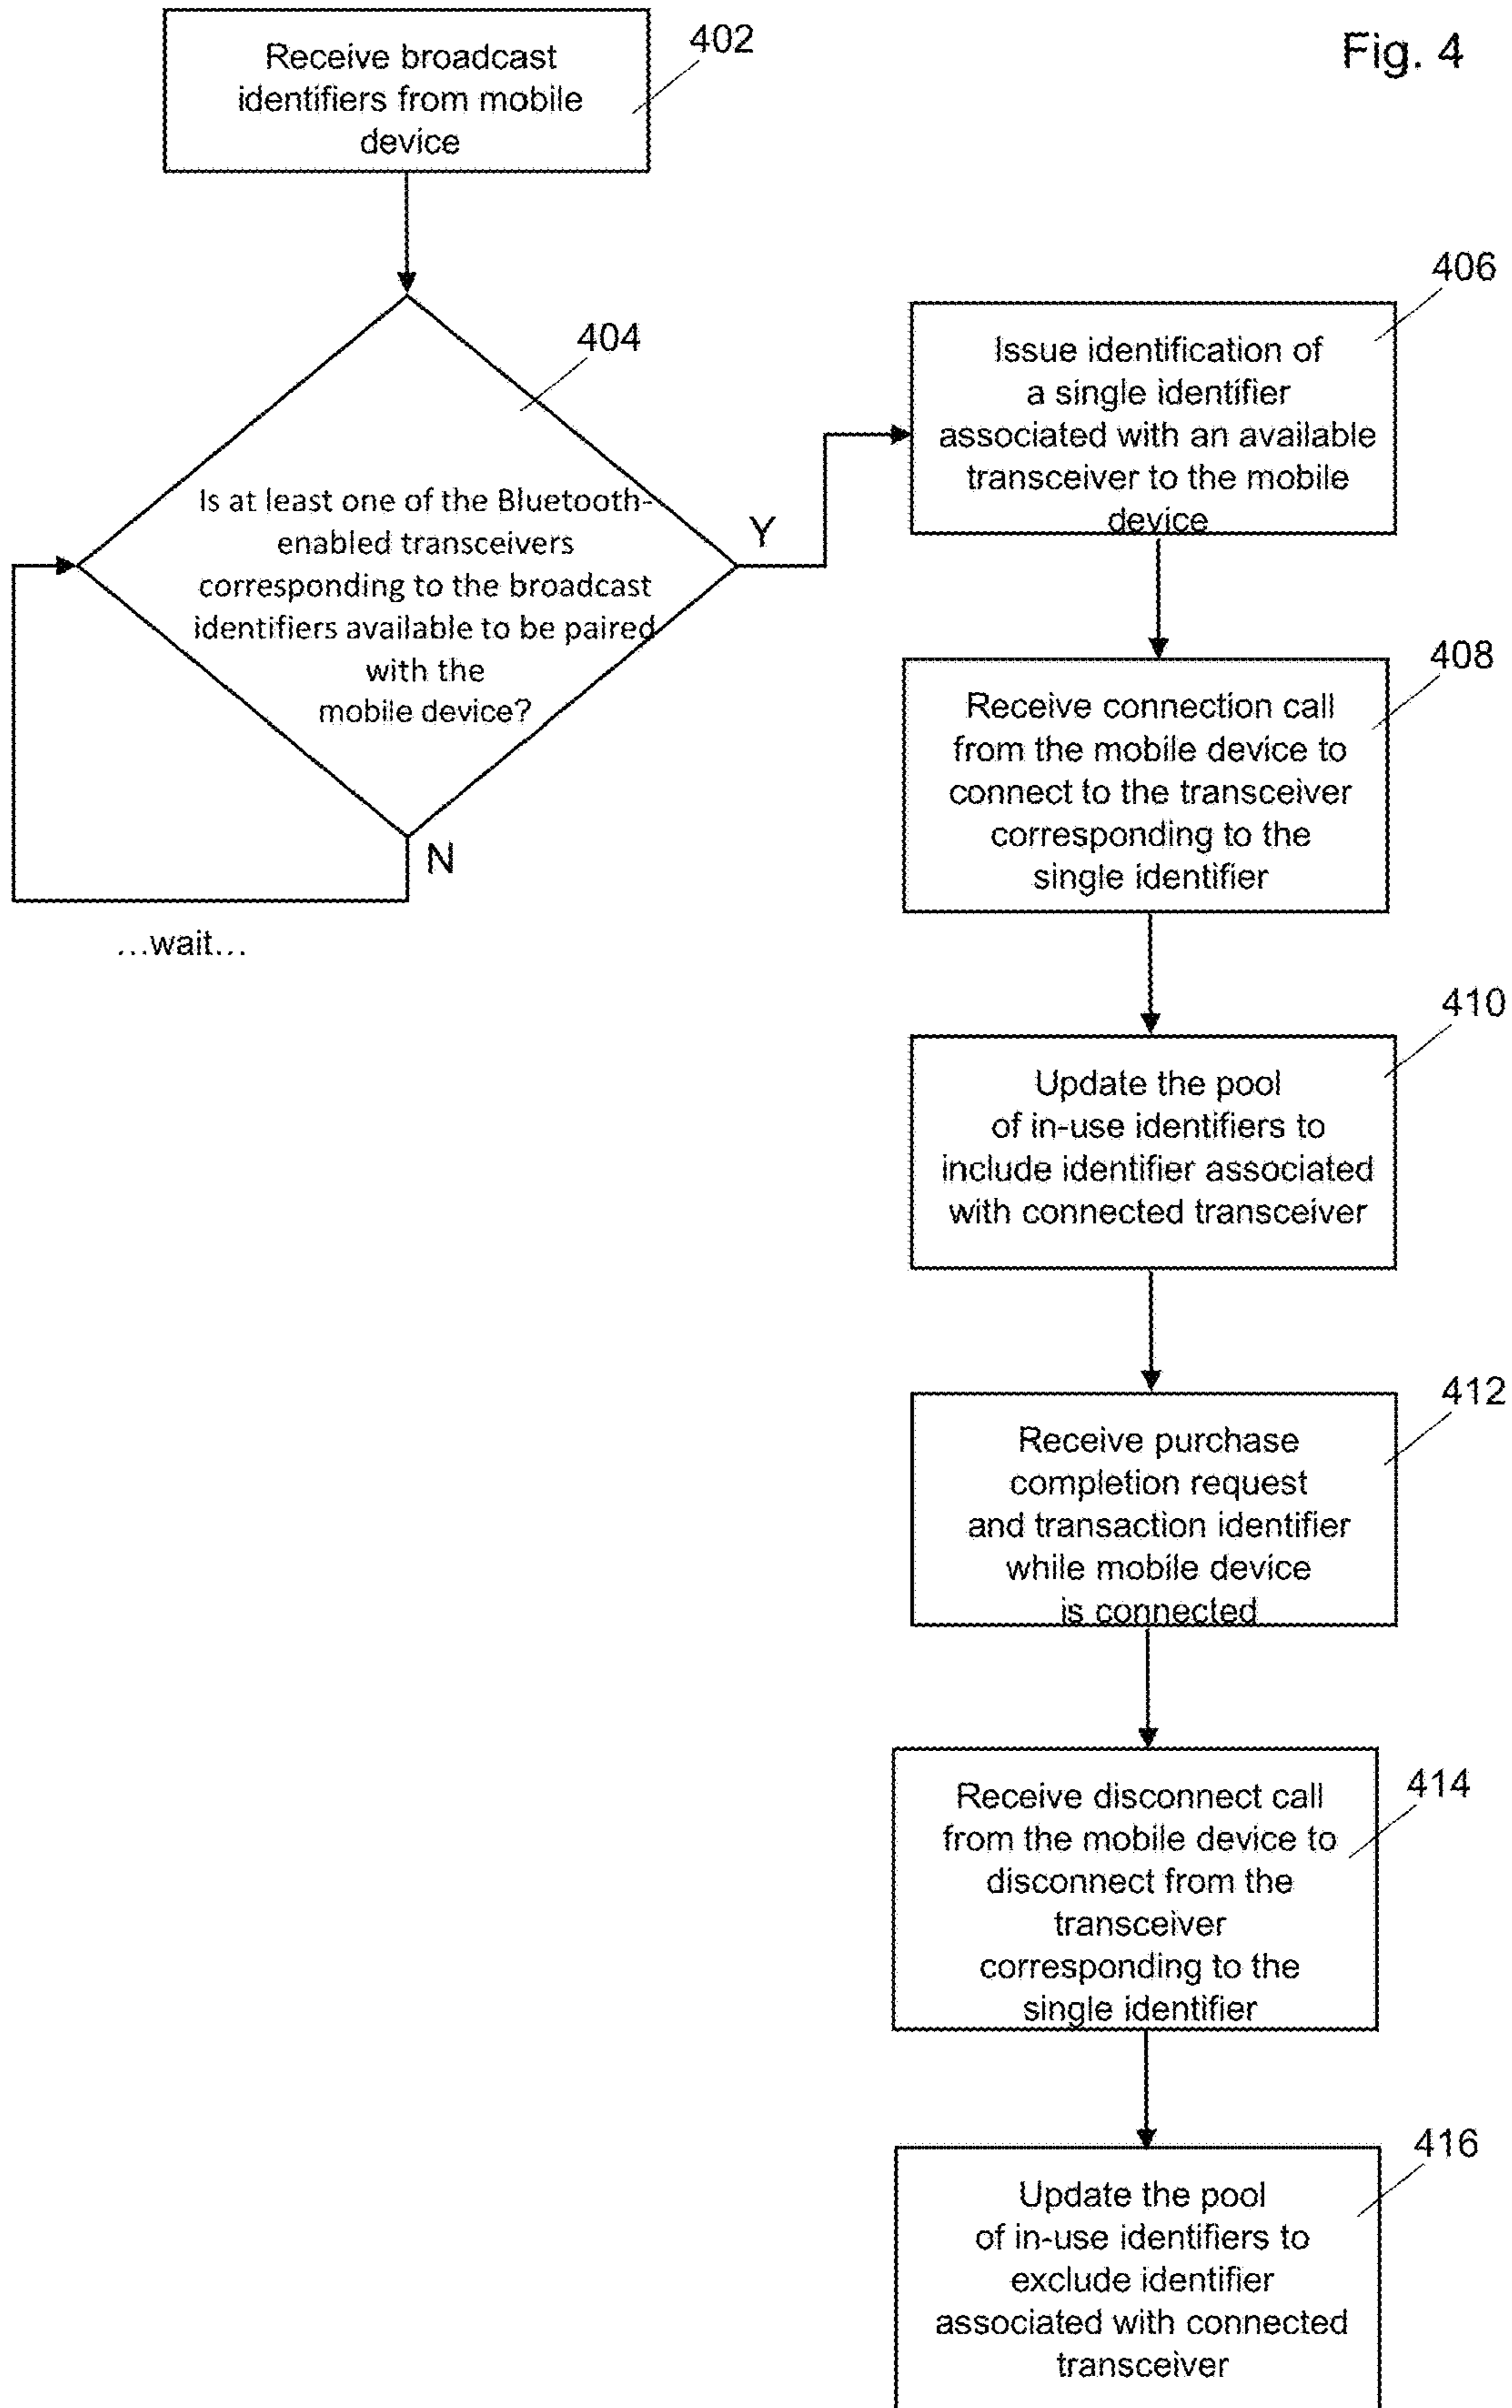 Fig. 4
402
Receive broadcast
identifiers from mobile
device
404
Is at least one of the Bluetooth-
enabled transceivers
corresponding to the broadcast
identifiers available to be paired
with the
mobile device?
Y
N
...wait...
406
Issue identification of
a single identifier
associated with an available
transceiver to the mobile
device
408
Receive connection call
from the mobile device to
connect to the transceiver
corresponding to the
single identifier
410
Update the pool
of in-use identifiers to
include identifier associated
with connected transceiver
412
Receive purchase
completion request
and transaction identifier
while mobile device
is connected
414
Receive disconnect call
from the mobile device to
disconnect from the
transceiver
corresponding to the
single identifier
416
Update the pool
of in-use identifiers to
exclude identifier
associated with connected
transceiver